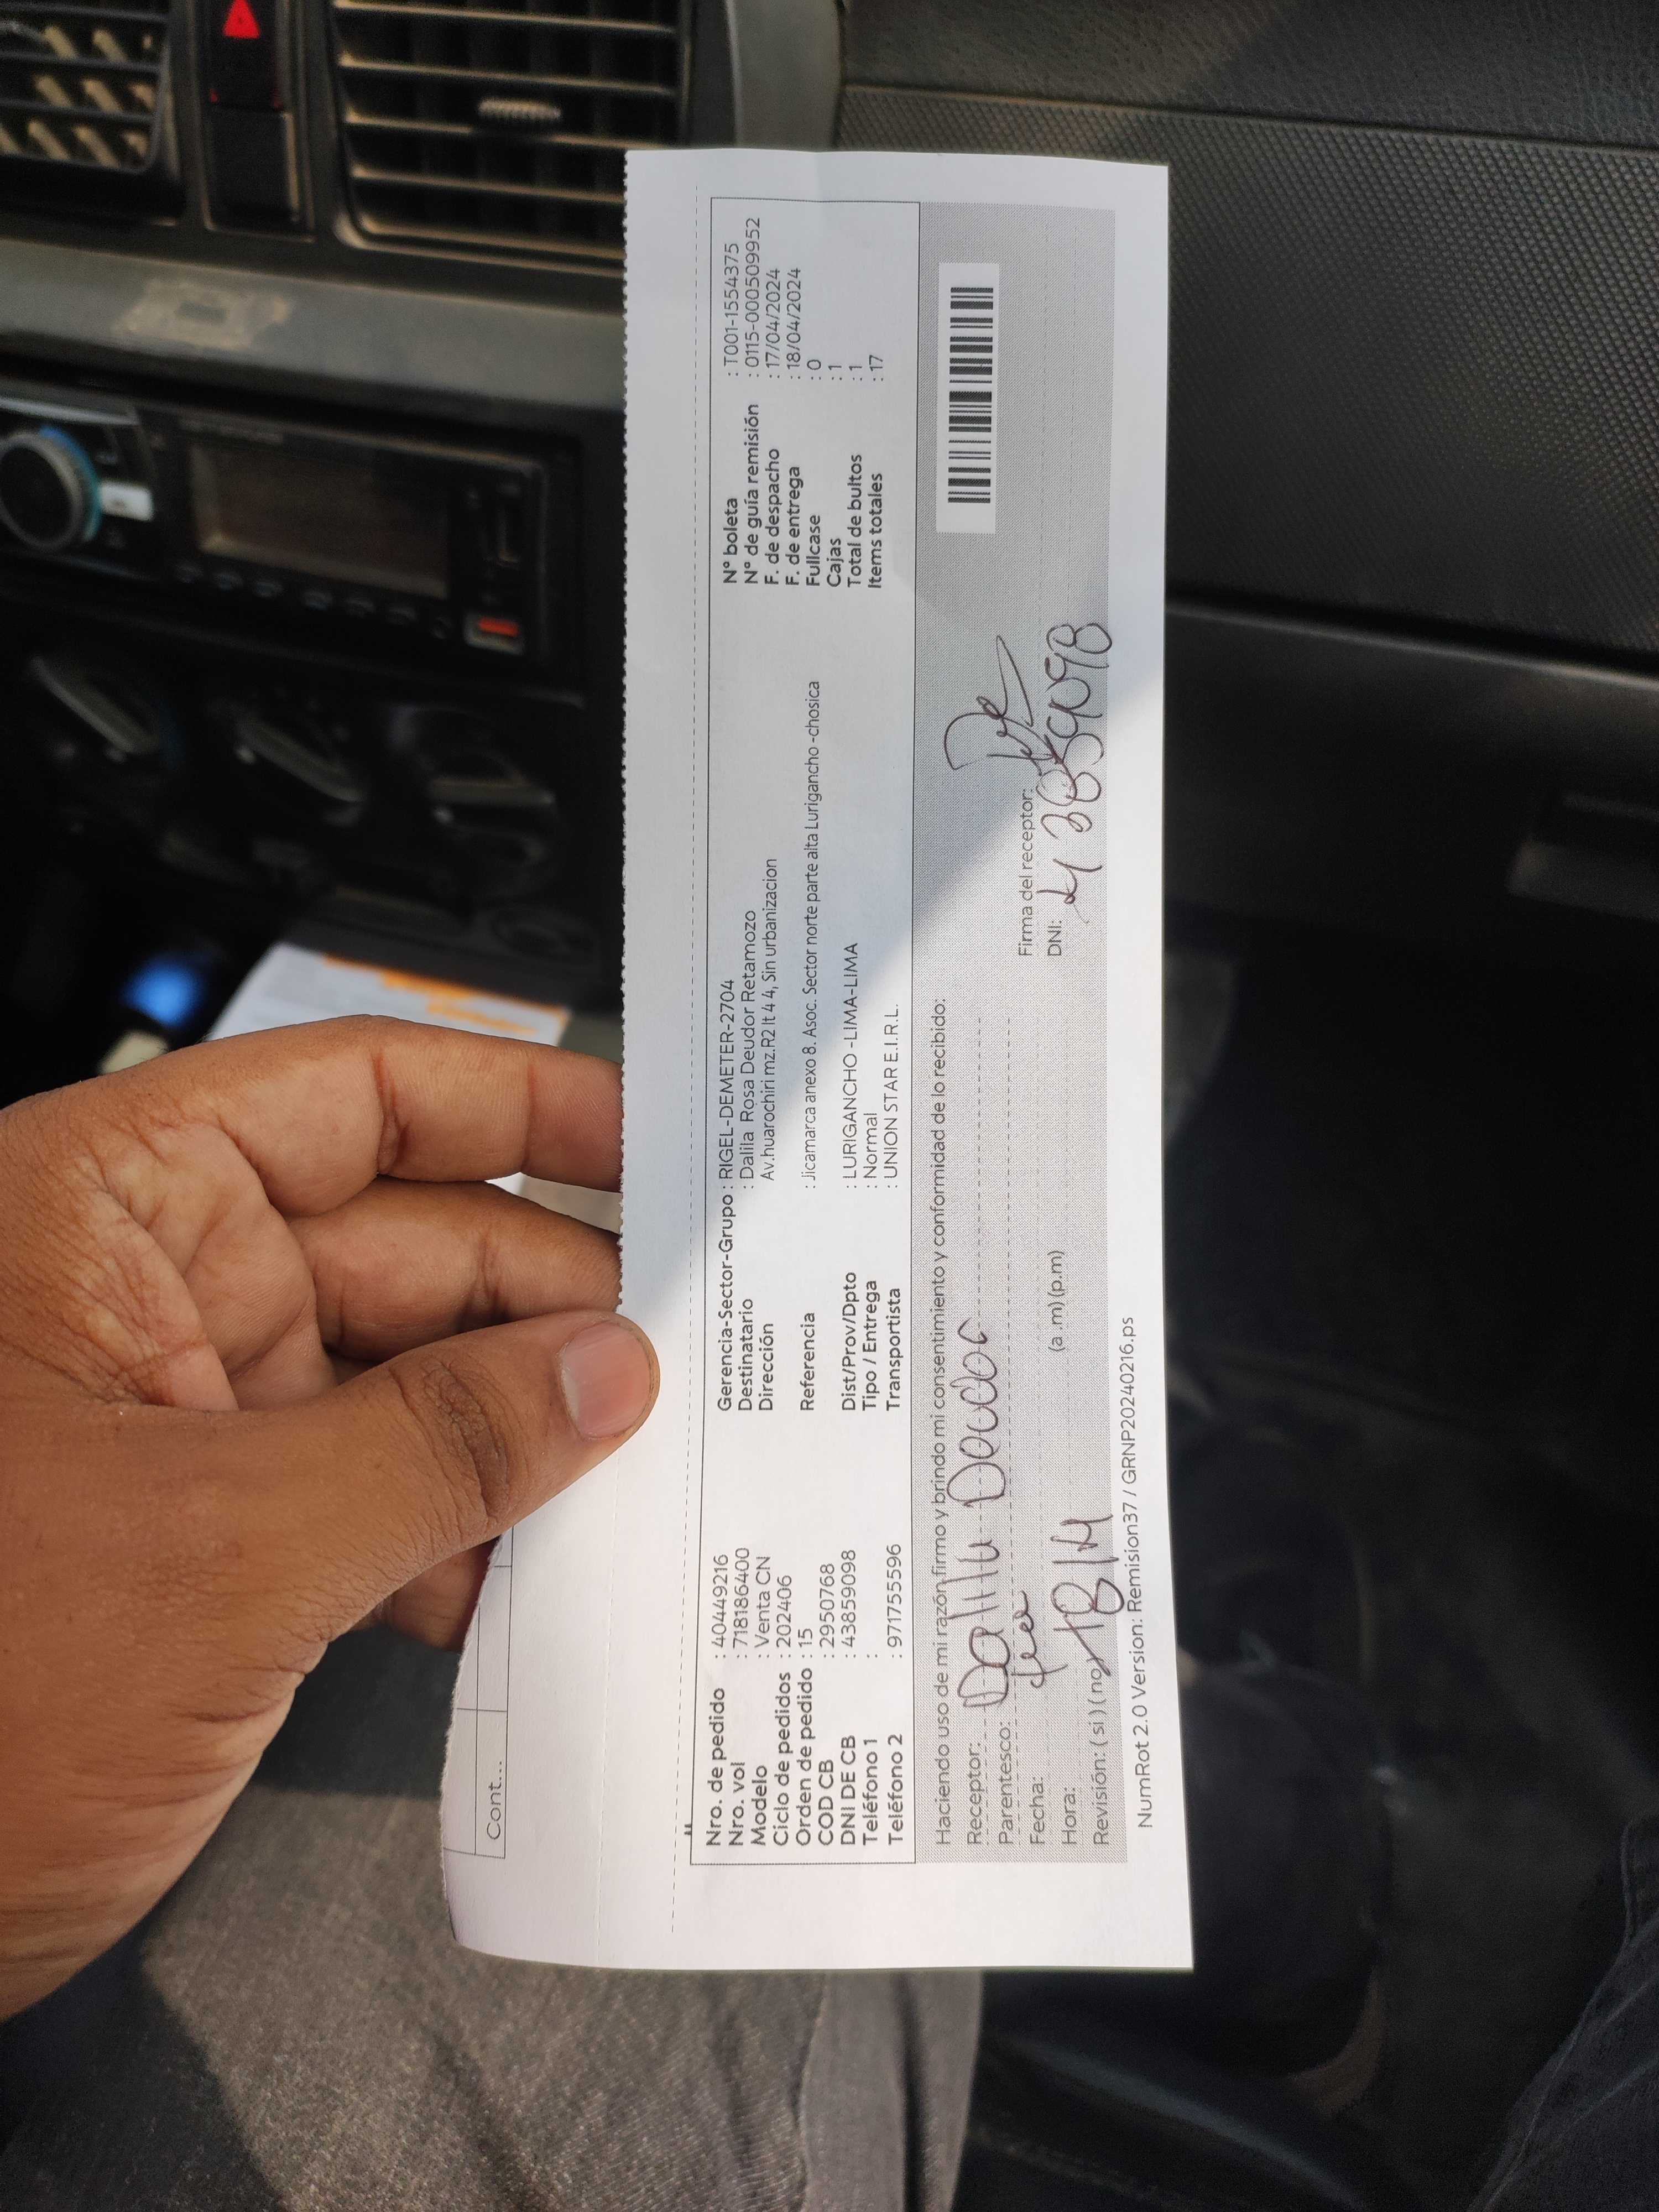 Cont...
Nro. de pedido : 40449216
Nro. vol : 718186400
Modelo : Venta CN
Ciclo de pedidos : 202406
Orden de pedido : 15
COD CB : 2950768
DNI DE CB : 43859098
Teléfono 1 :
Teléfono 2 : 971755596
Gerencia-Sector-Grupo : RIGEL-DEMETER-2704
Destinatario : Dalila Rosa Deudor Retamozo
Dirección Av.huarochiri mz.R2 lt 4 4, Sin urbanizacion
Referencia : Jicamarca anexo 8. Asoc. Sector norte parte alta Lurigancho -chosica
Dist/Prov/Dpto : LURIGANCHO -LIMA-LIMA
Tipo / Entrega : Normal
Transportista : UNION STAR E.I.R.L.
N° boleta : T001-1554375
N° de guía remisión : 0115-000509952
F. de despacho : 17/04/2024
F. de entrega : 18/04/2024
Fullcase : 0
Cajas : 1
Total de bultos : 1
Items totales : 17
Haciendo uso de mi razón firmo y brindo mi consentimiento y conformidad de lo recibido:
Receptor: Dalila Deudor
Parentesco:
Fecha:
Hora: 18/4 (a .m) (p.m)
Revisión: ( si ) ( no)
Firma del receptor:
DNI: 43859098
NumRot 2.0 Version: Remision37 / GRNP20240216.ps